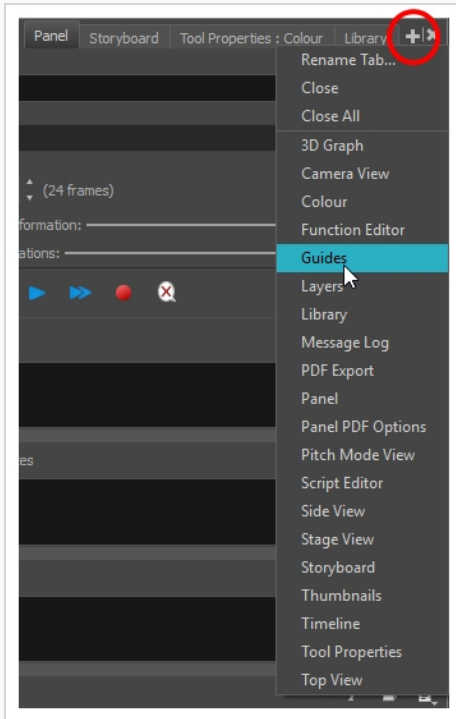 Panel Storyboard Tool Properties : Colour Library
Rename Tab...
Close
Close All
3D Graph
(24 frames)
Camera View
Colour
formation:
Function Editor
ations:
Guides
Layers
Library
Message Log
PDF Export
Panel
Panel PDF Options
Pitch Mode View
es
Script Editor
Side View
Stage View
Storyboard
Thumbnails
Timeline
Tool Properties
Top View